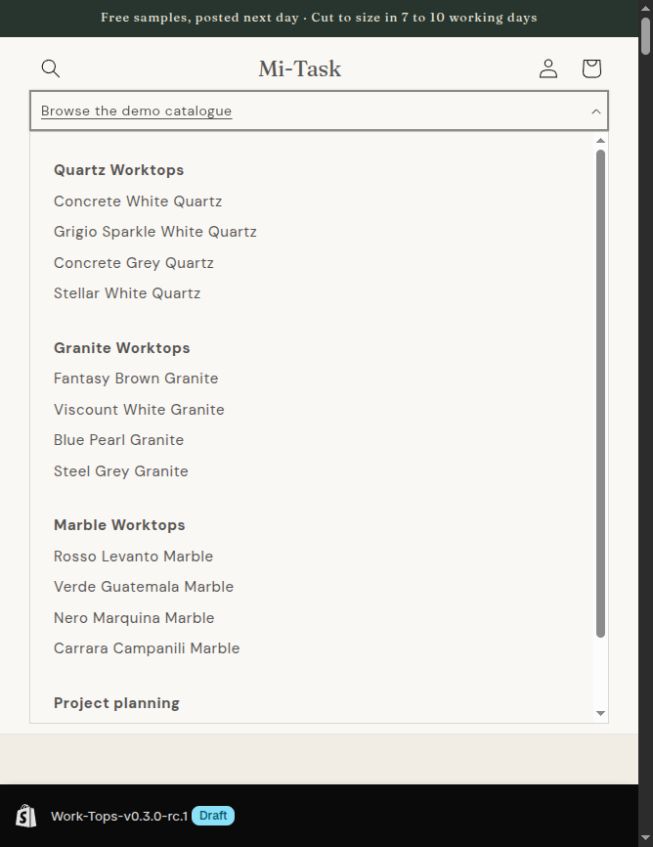 Free samples, posted next day · Cut to size in 7 to 10 working days
Mi-Task
Browse the demo catalogue
Quartz Worktops
Concrete White Quartz
Grigio Sparkle White Quartz
Concrete Grey Quartz
Stellar White Quartz
Granite Worktops
Fantasy Brown Granite
Viscount White Granite
Blue Pearl Granite
Steel Grey Granite
Marble Worktops
Rosso Levanto Marble
Verde Guatemala Marble
Nero Marquina Marble
Carrara Campanili Marble
Project planning
Work-Tops-v0.3.0-rc.1 Draft